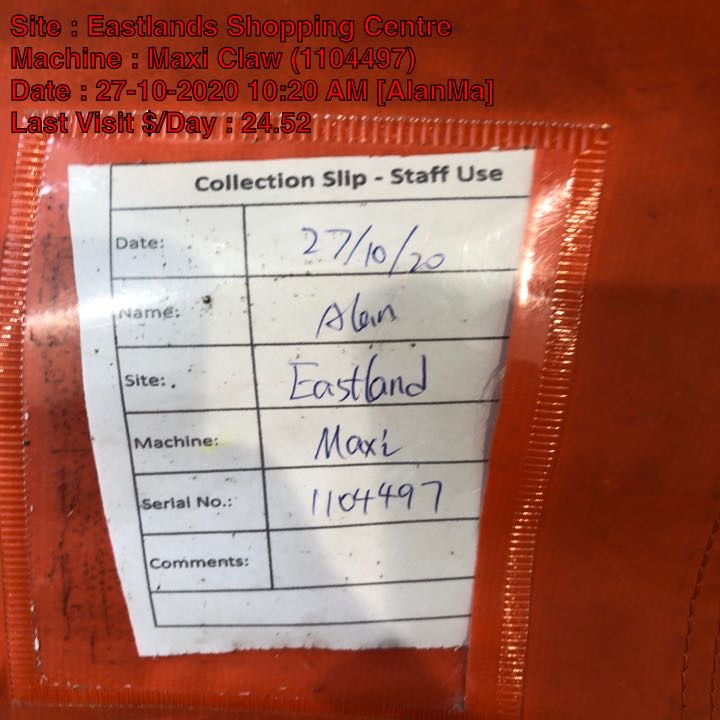 Site : Eastlands Shopping Centre
Machine : Maxi Claw (1104497)
Date : 27-10-2020 10:20 AM [AlanMa]
Last Visit $/Day : 24.52
Collection Slip - Staff Use
Date: 27/10/20
Name: Alan
Site: Eastland
Machine: Maxi
Serial No.: 1104497
Comments: